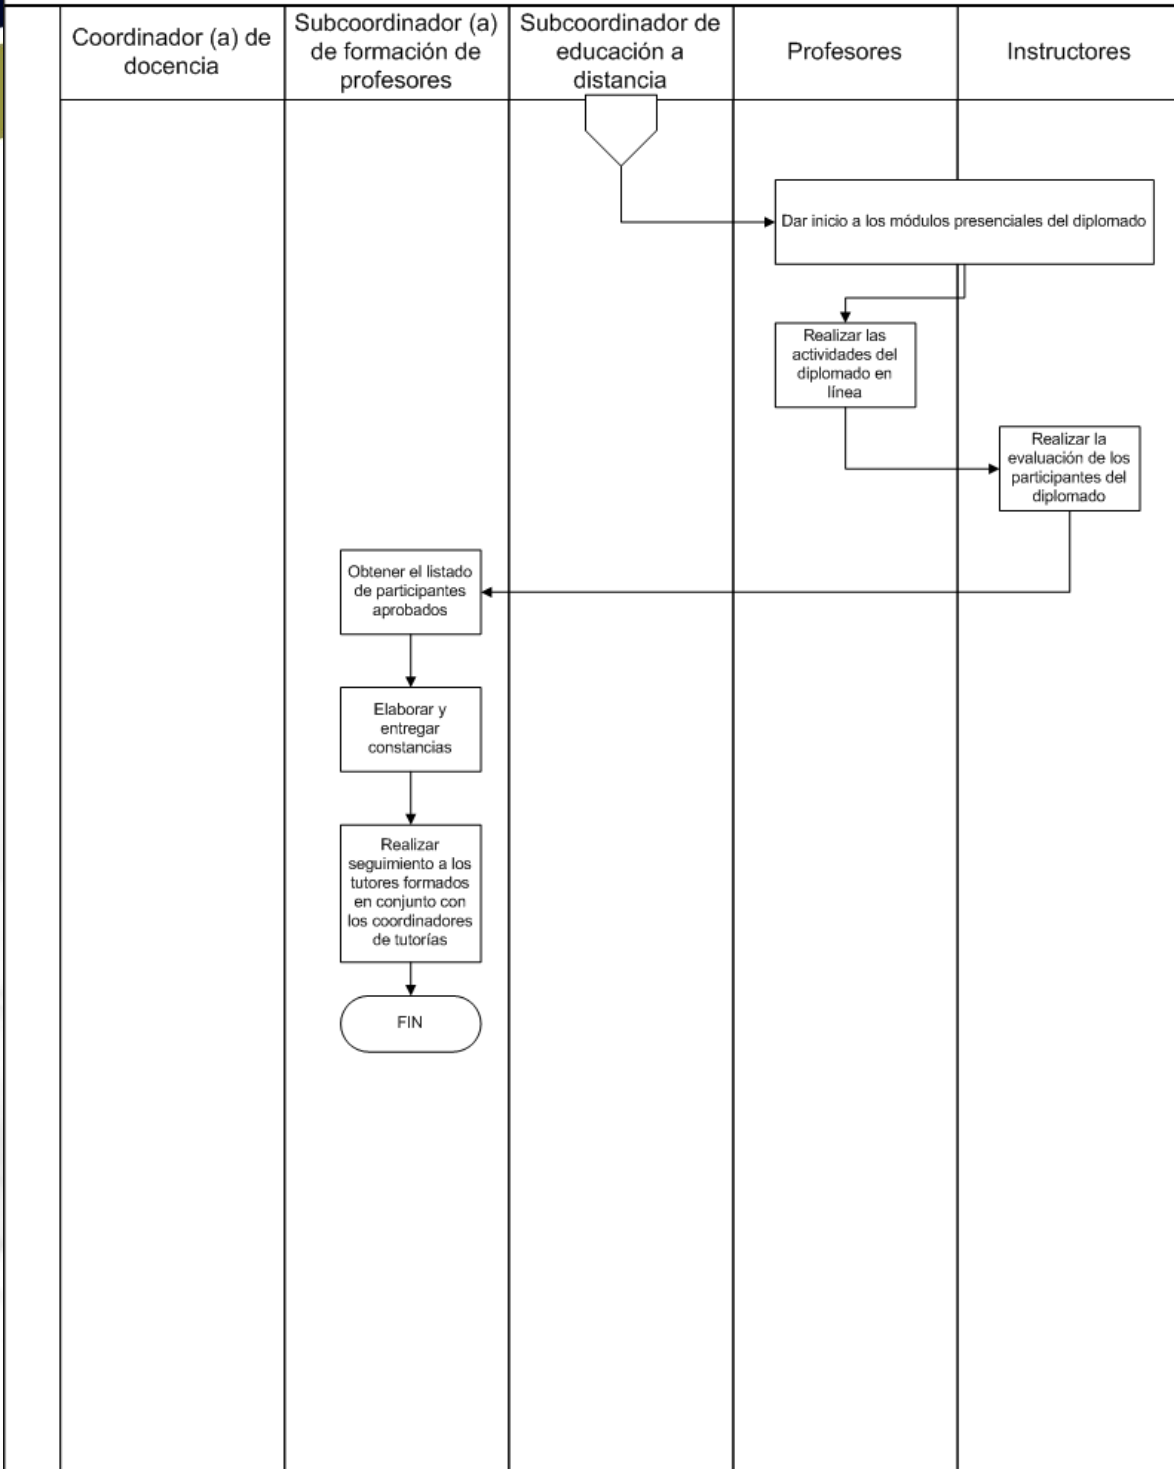 Coordinador (a) de
docencia
Subcoordinador (a)
de formación de
profesores
Subcoordinador de
educación a
distancia
Profesores
Instructores
Dar inicio a los módulos presenciales del diplomado
Realizar las
actividades del
diplomado en
línea
Realizar la
evaluación de los
participantes del
diplomado
Obtener el listado
de participantes
aprobados
Elaborar y
entregar
constancias
Realizar
seguimiento a los
tutores formados
en conjunto con
los coordinadores
de tutorías
FIN